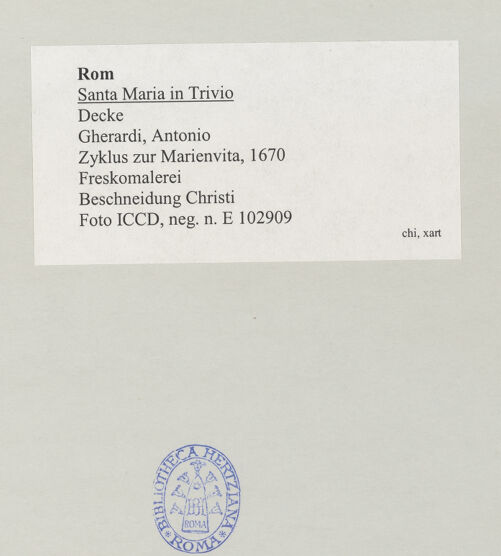 Rom
Santa Maria in Trivio
Decke
Gherardi, Antonio
Zyklus zur Marienvita, 1670
Freskomalerei
Beschneidung Christi
Foto ICCD, neg. n. E 102909
chi, xart
*BIBLIOTHECA HERTZIANA*
ROMA
ROMA